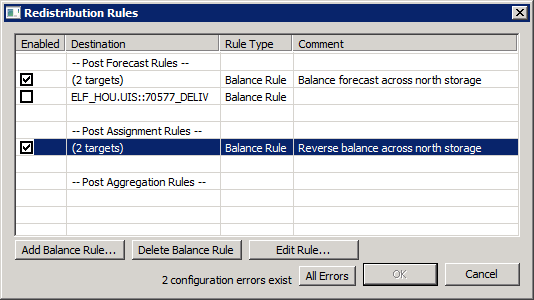 Redistribution Rules
Enabled Destination Rule Type Comment
-- Post Forecast Rules --
(2 targets) Balance Rule Balance forecast across north storage
ELF_HOU.UIS::70577_DELIV Balance Rule
-- Post Assignment Rules --
(2 targets) Balance Rule Reverse balance across north storage
-- Post Aggregation Rules --
Add Balance Rule... Delete Balance Rule Edit Rule...
2 configuration errors exist All Errors OK Cancel